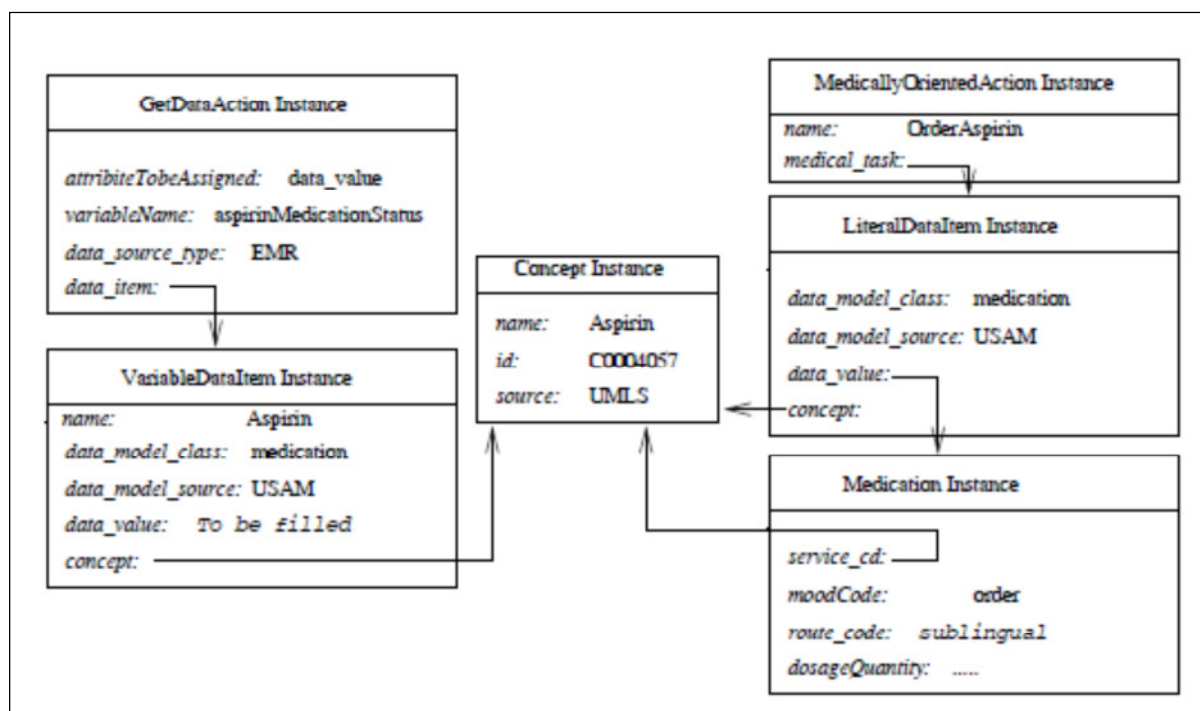 GetDataAction Instance
attribiteTobeAssigned: data_value
variableName: aspirinMedicationStatus
data_source_type: EMR
data_item:
VariableDataItem Instance
name: Aspirin
data_model_class: medication
data_model_source: USAM
data_value: To be filled
concept:
Concept Instance
name: Aspirin
id: C0004057
source: UMLS
MedicallyOrientedAction Instance
name: OrderAspirin
medical_task:
LiteralDataItem Instance
data_model_class: medication
data_model_source: USAM
data_value:
concept:
Medication Instance
service_cd:
moodCode: order
route_code: sublingual
dosageQuantity: .....